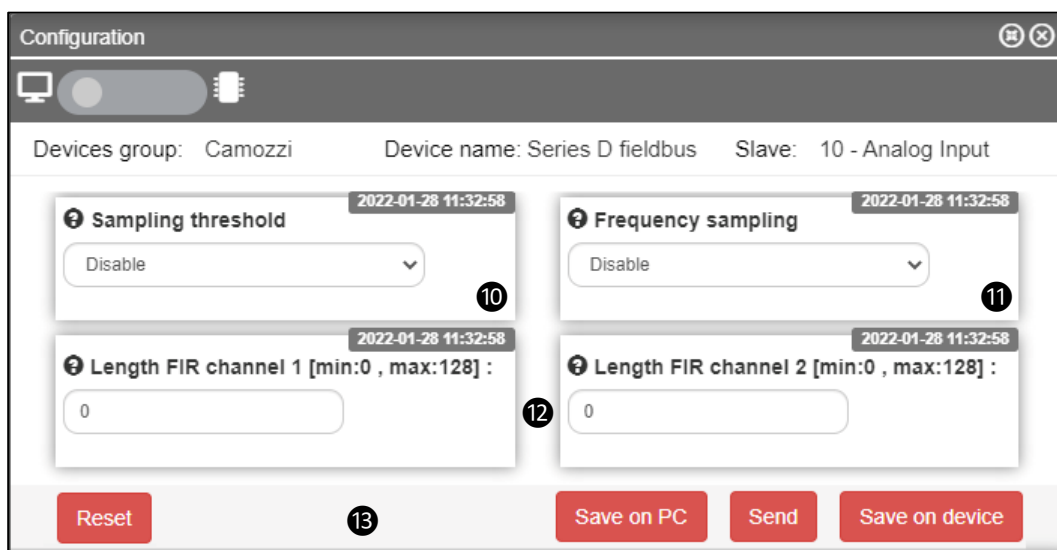 Configuration
Devices group: Camozzi Device name: Series D fieldbus Slave: 10 - Analog Input
2022-01-28 11:32:58 2022-01-28 11:32:58
Sampling threshold Frequency sampling
Disable Disable
10 11
2022-01-28 11:32:58 2022-01-28 11:32:58
Length FIR channel 1 [min:0 , max:128] : Length FIR channel 2 [min:0 , max:128] :
0 12 0
Reset 13 Save on PC Send Save on device